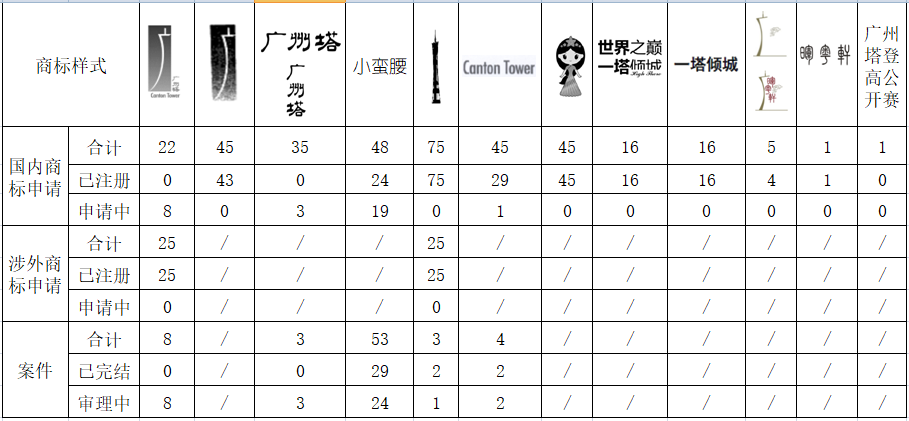 商标样式 广州塔 Canton Tower 广州塔 广州塔 小蛮腰 Canton Tower 世界之巅 一塔倾城 High Show 一塔倾城 广州塔登高公开赛
国内商标申请 合计 22 45 35 48 75 45 45 16 16 5 1 1
已注册 0 43 0 24 75 29 45 16 16 4 1 0
申请中 8 0 3 19 0 1 0 0 0 0 0 0
涉外商标申请 合计 25 / / / 25 / / / / / / /
已注册 25 / / / 25 / / / / / / /
申请中 0 / / / 0 / / / / / / /
案件 合计 8 / 3 53 3 4 / / / / / /
已完结 0 / 0 29 2 2 / / / / / /
审理中 8 / 3 24 1 2 / / / / / /